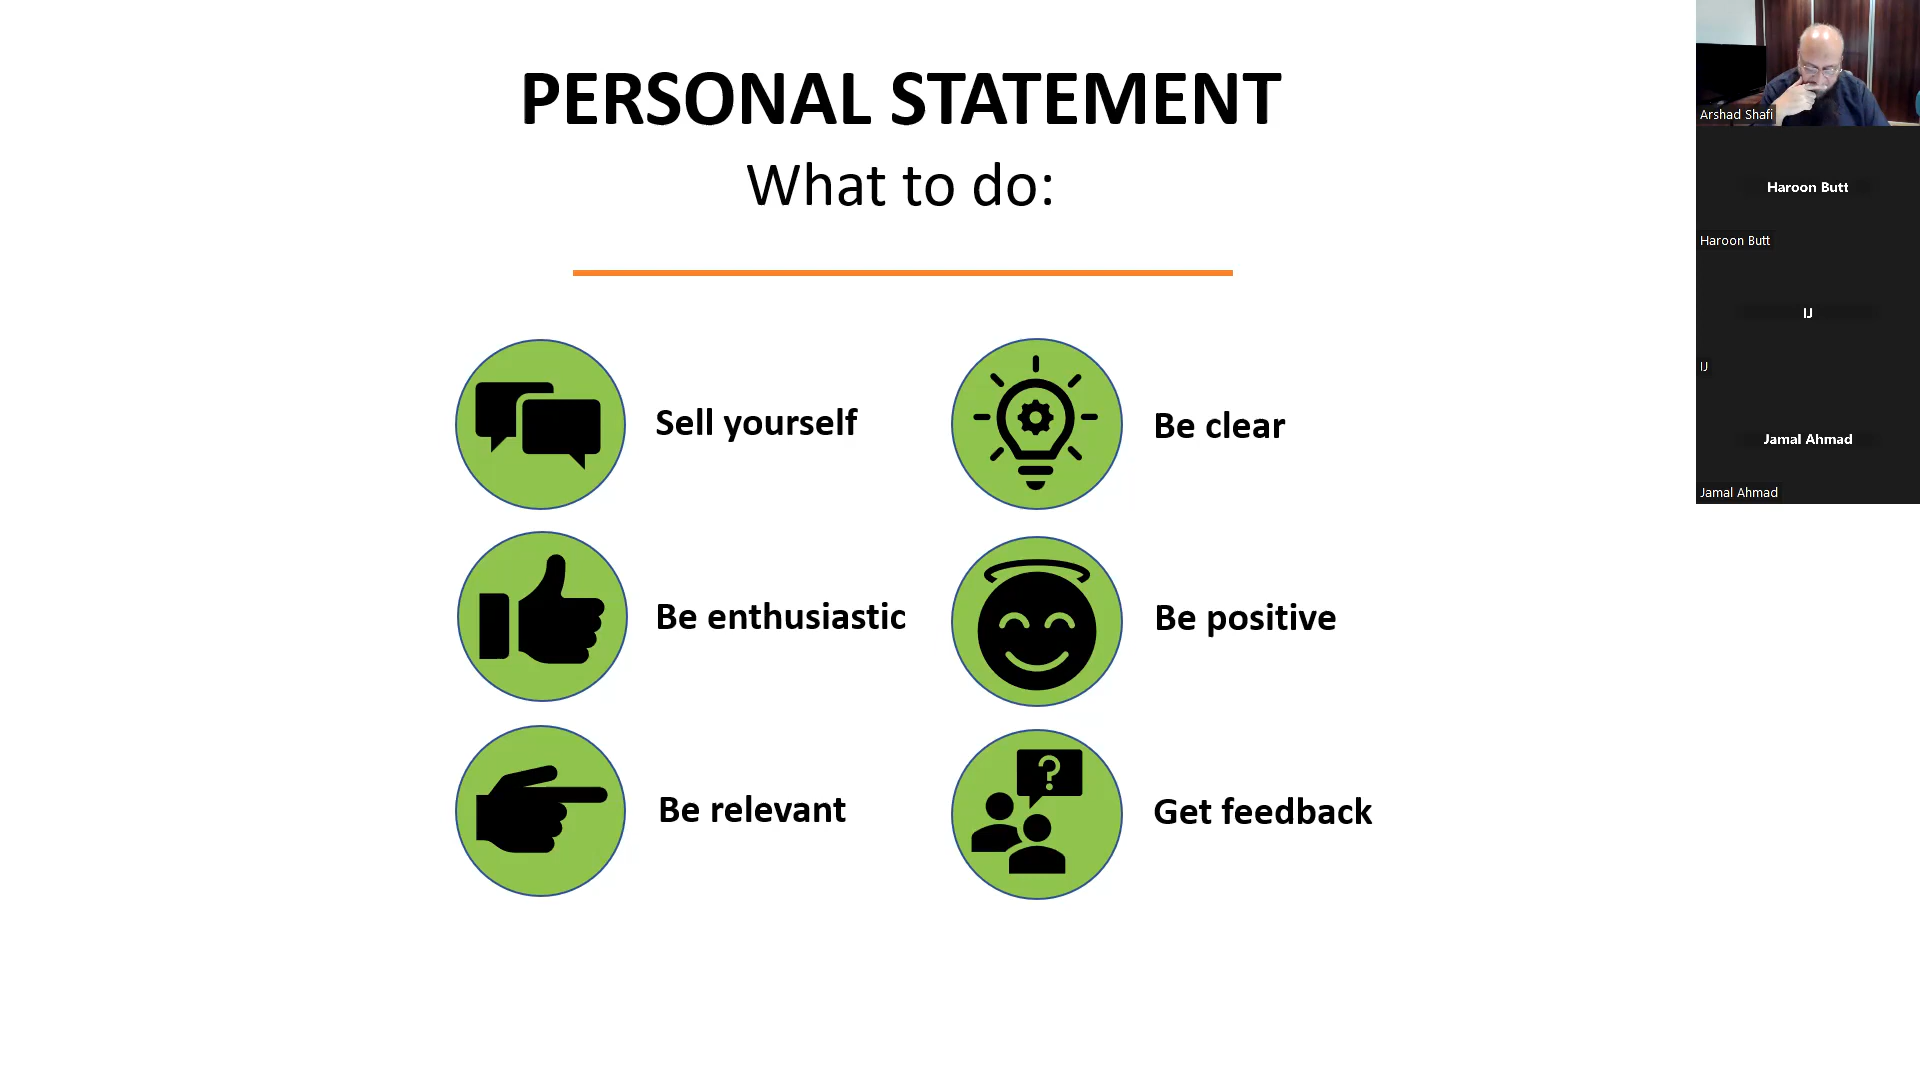 PERSONAL STATEMENT
What to do:
Sell yourself
Be clear
Be enthusiastic
Be positive
Be relevant
?
Get feedback
Arshad Shafi
Haroon Butt
Haroon Butt
IJ
IJ
Jamal Ahmad
Jamal Ahmad